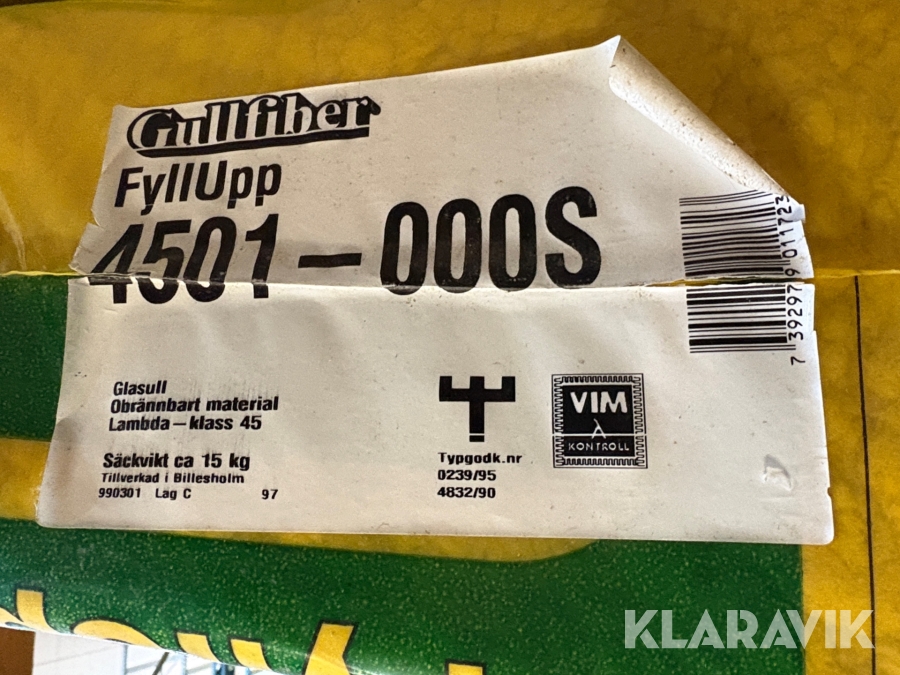 Gullfiber
FyllUpp
4501-000S
7 392979 011723
Glasull
Obrännbart material
Lambda-klass 45
Säckvikt ca 15 kg
Tillverkad i Billesholm
990301 Lag C 97
Typgodk.nr
0239/95
4832/90
VIM
KONTROLL
KLARAVIK